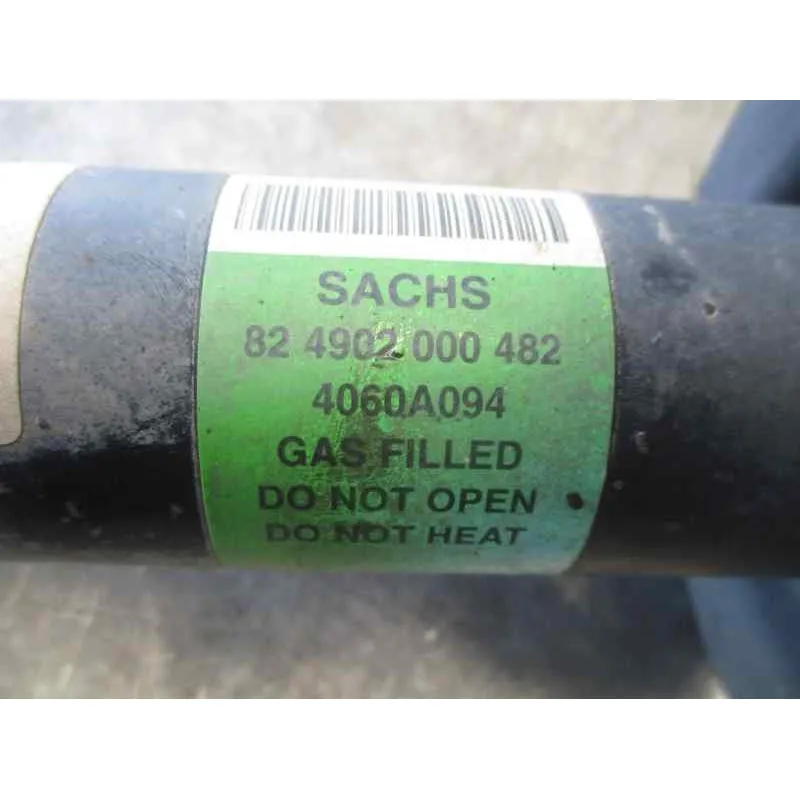 SACHS
82 4902 000 482
4060A094
GAS FILLED
DO NOT OPEN
DO NOT HEAT